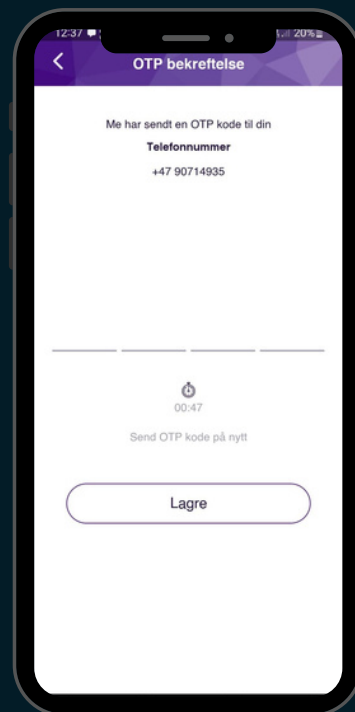 12:37
20%
OTP bekreftelse
Me har sendt en OTP kode til din
Telefonnummer
+47 90714935
00:47
Send OTP kode på nytt
Lagre